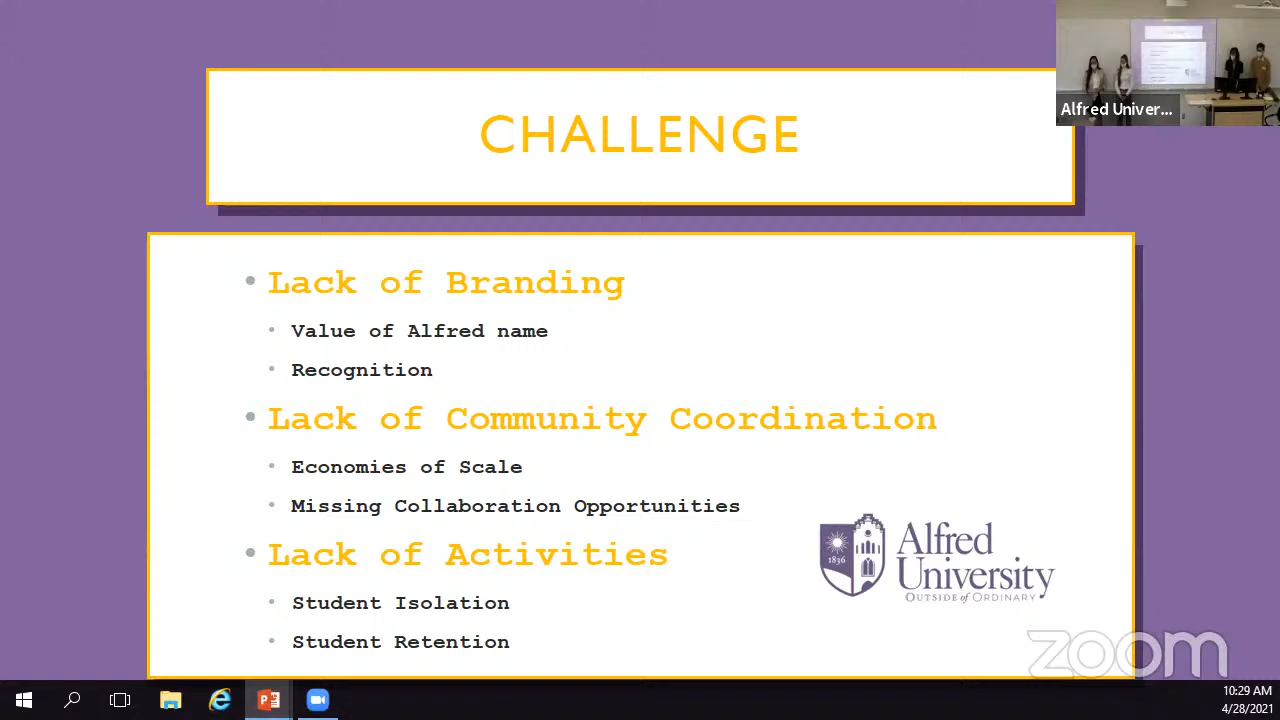 CHALLENGE
Alfred Univer...
• Lack of Branding
• Value of Alfred name
• Recognition
• Lack of Community Coordination
• Economies of Scale
• Missing Collaboration Opportunities
• Lack of Activities
• Student Isolation
• Student Retention
1836
Alfred
University
OUTSIDE of ORDINARY
zoom
10:29 AM
4/28/2021